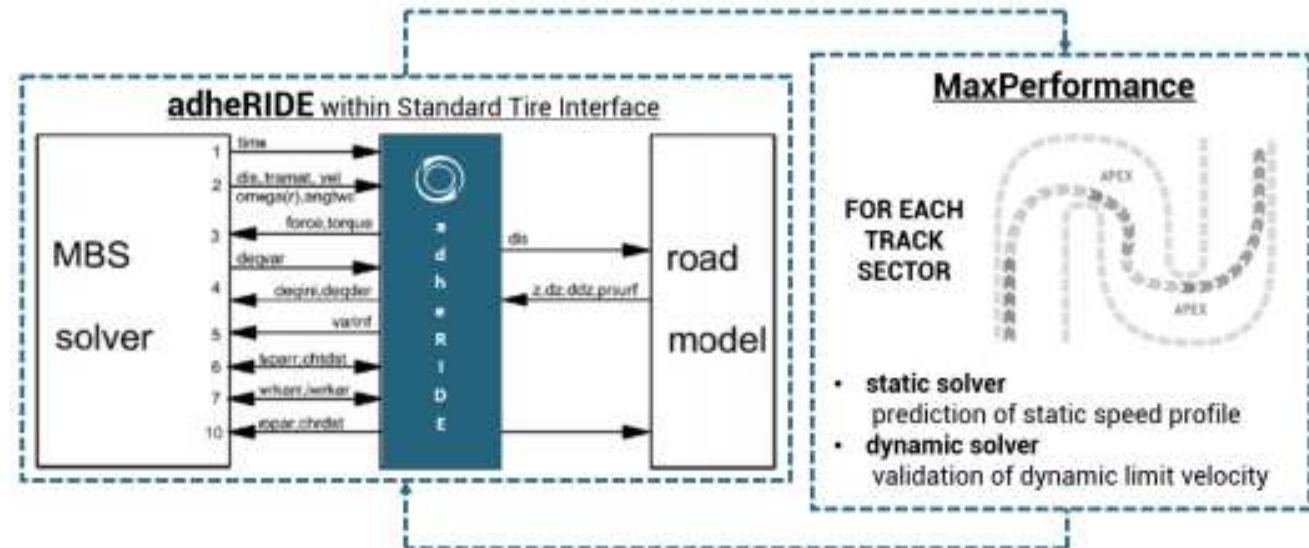 adheRIDE within Standard Tire Interface
MBS
solver
1 time
2 dis, tramat, vel
omega(r), angtwc
3 force, torque
deqvar
4 deqini, deqder
5 varinf
6
7
10
adheRIDE
dis
z,dz,ddz,prsurf
road
model
MaxPerformance
FOR EACH
TRACK
SECTOR
APEX
APEX
• static solver
prediction of static speed profile
• dynamic solver
validation of dynamic limit velocity